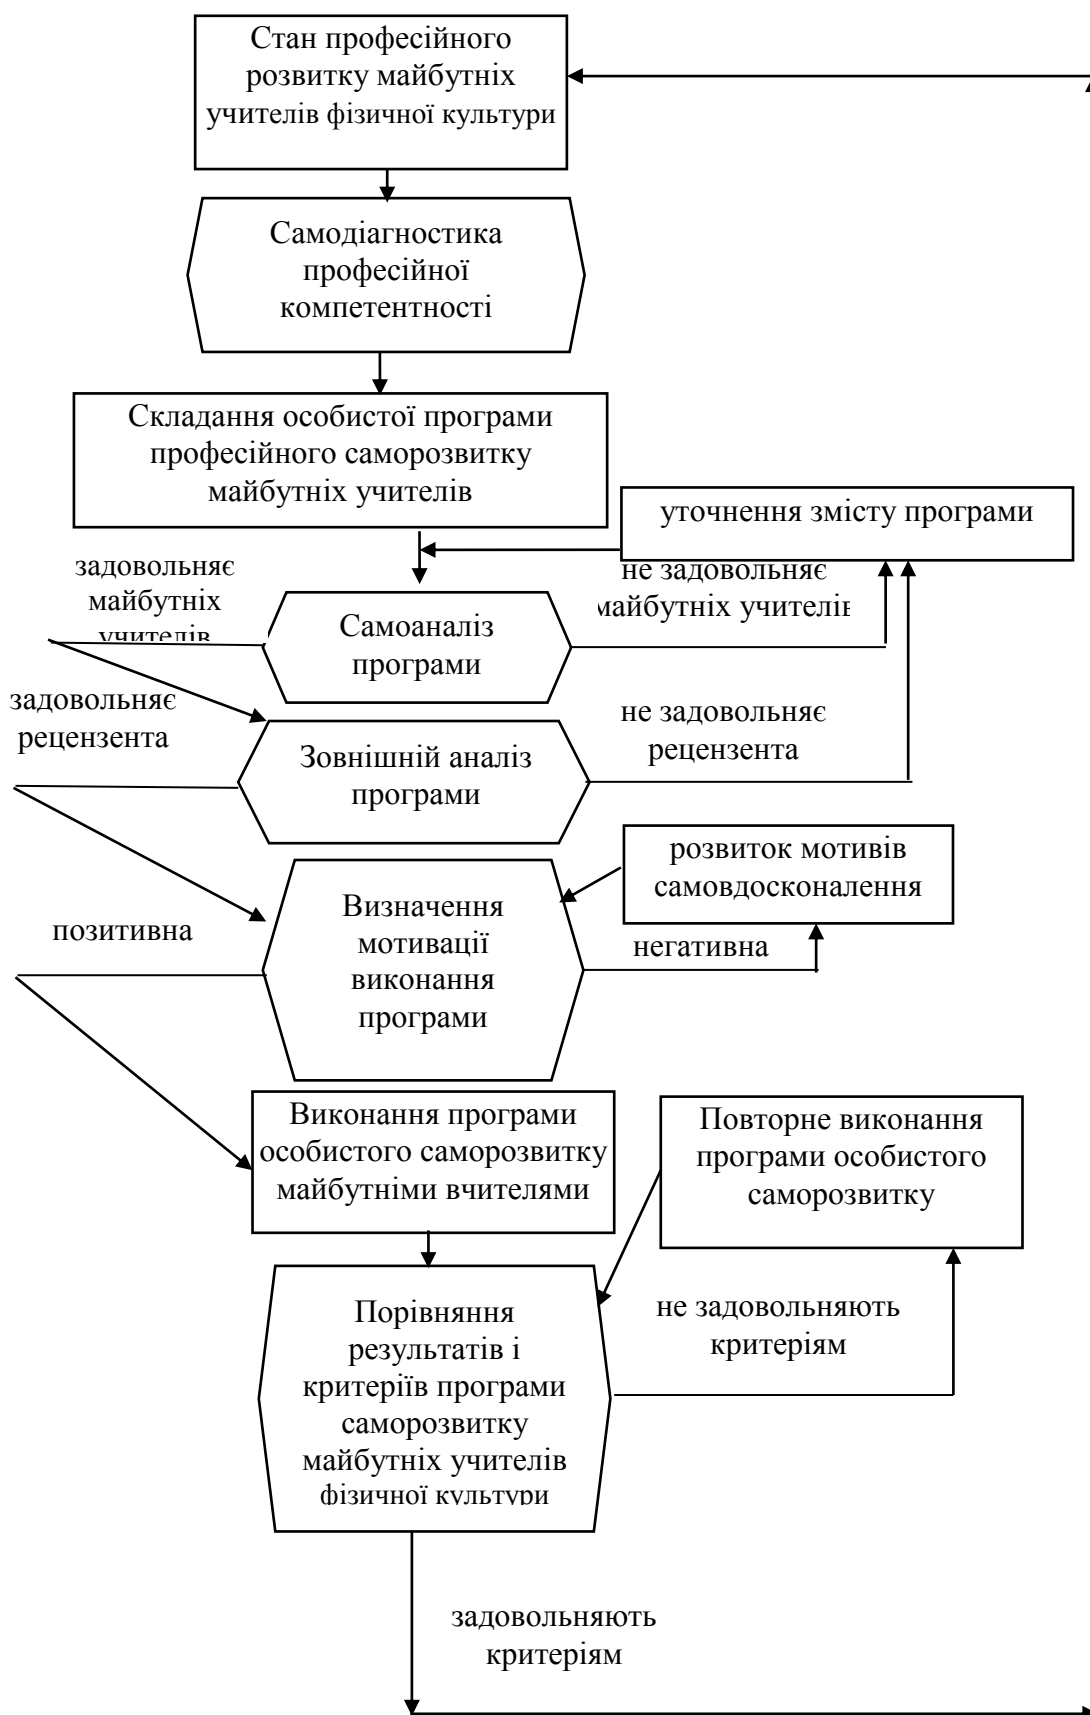 Стан професійного
розвитку майбутніх
учителів фізичної культури
Самодіагностика
професійної
компетентності
Складання особистої програми
професійного саморозвитку
майбутніх учителів
уточнення змісту програми
задовольняє
майбутніх
учителів
не задовольняє
майбутніх учителів
Самоаналіз
програми
задовольняє
рецензента
не задовольняє
рецензента
Зовнішній аналіз
програми
розвиток мотивів
самовдосконалення
Визначення
мотивації
виконання
програми
позитивна
негативна
Виконання програми
особистого саморозвитку
майбутніми вчителями
Повторне виконання
програми особистого
саморозвитку
Порівняння
результатів і
критеріїв програми
саморозвитку
майбутніх учителів
фізичної культури
не задовольняють
критеріям
задовольняють
критеріям